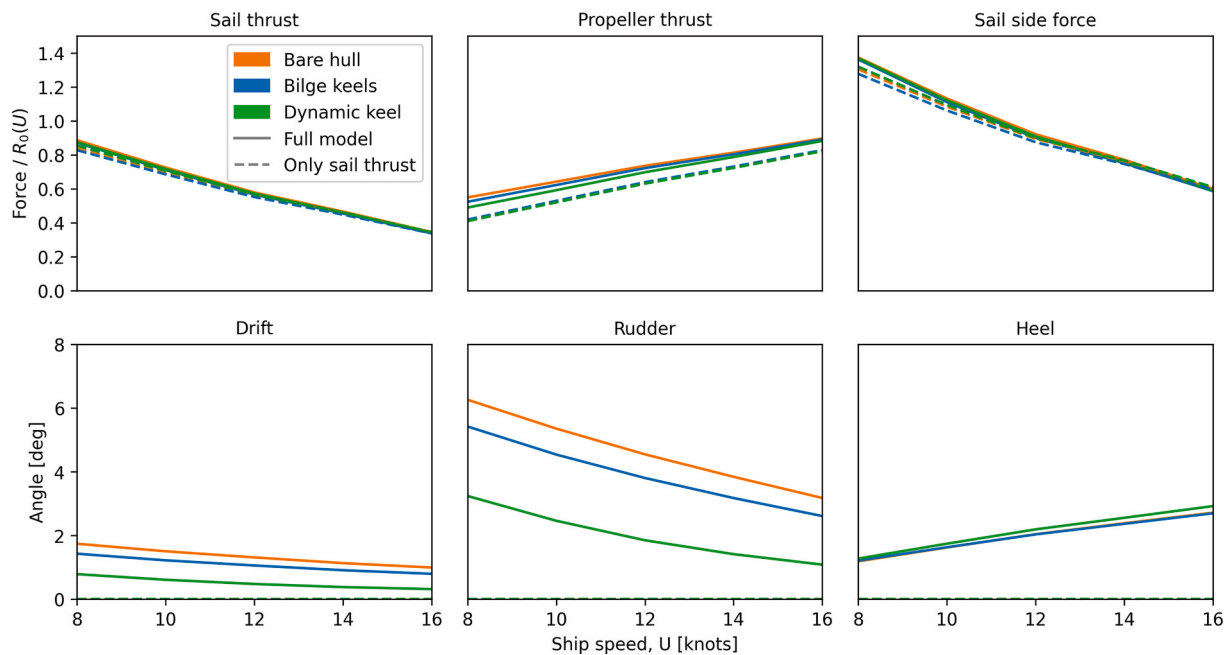 Sail thrust
Propeller thrust
Sail side force
Force / R₀(U)
1.4
1.2
1.0
0.8
0.6
0.4
0.2
0.0
Bare hull
Bilge keels
Dynamic keel
Full model
Only sail thrust
Drift
Rudder
Heel
Angle [deg]
8
6
4
2
0
8 10 12 14 16
8 10 12 14 16
8 10 12 14 16
Ship speed, U [knots]